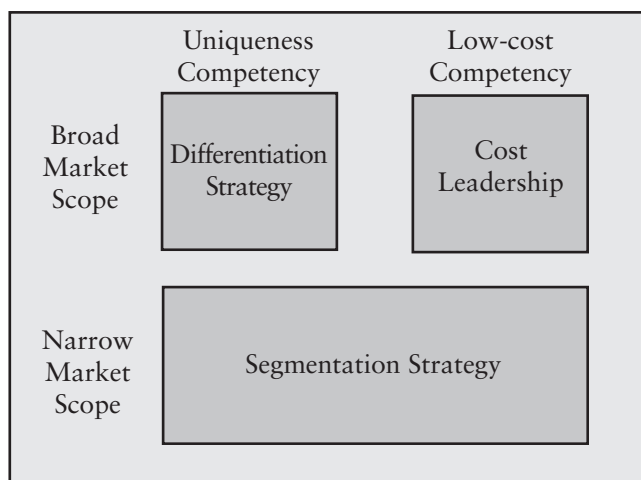 Uniqueness
Competency
Low-cost
Competency
Broad
Market
Scope
Differentiation
Strategy
Cost
Leadership
Narrow
Market
Scope
Segmentation Strategy